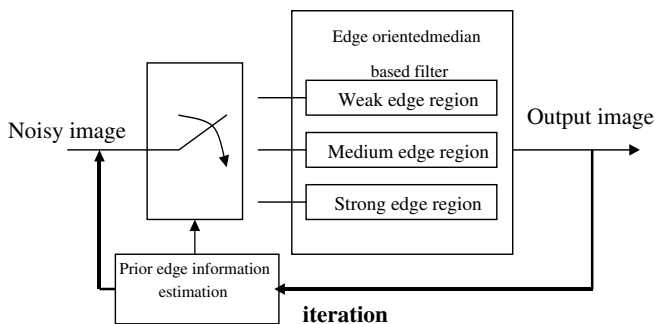 Edge orientedmedian
based filter
Weak edge region
Noisy image
Output image
Medium edge region
Strong edge region
Prior edge information
estimation
iteration